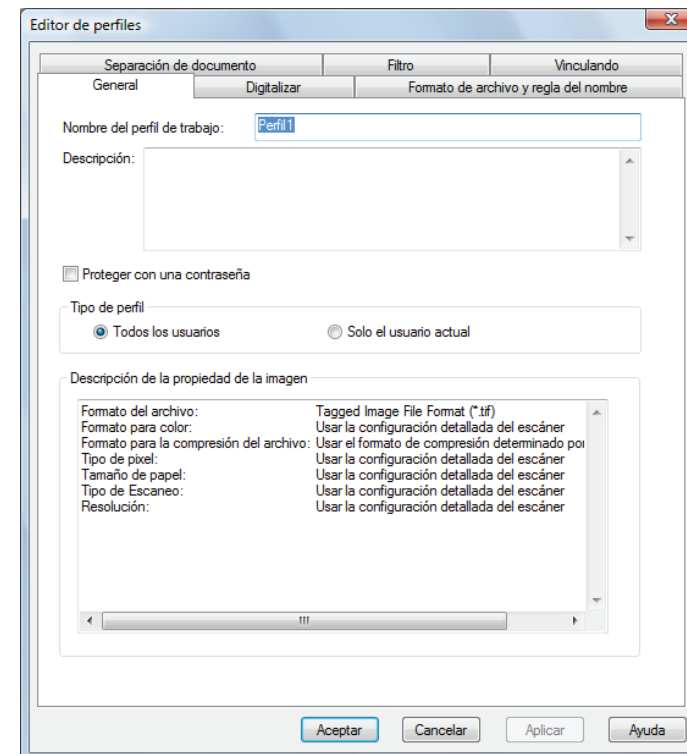 Editor de perfiles
Separación de documento Filtro Vinculando
General Digitalizar Formato de archivo y regla del nombre
Nombre del perfil de trabajo: Perfil1
Descripción:
Proteger con una contraseña
Tipo de perfil
Todos los usuarios Solo el usuario actual
Descripción de la propiedad de la imagen
Formato del archivo: Tagged Image File Format (*.tif)
Formato para color: Usar la configuración detallada del escáner
Formato para la compresión del archivo: Usar el formato de compresión determinado por
Tipo de pixel: Usar la configuración detallada del escáner
Tamaño de papel: Usar la configuración detallada del escáner
Tipo de Escaneo: Usar la configuración detallada del escáner
Resolución: Usar la configuración detallada del escáner
Aceptar Cancelar Aplicar Ayuda